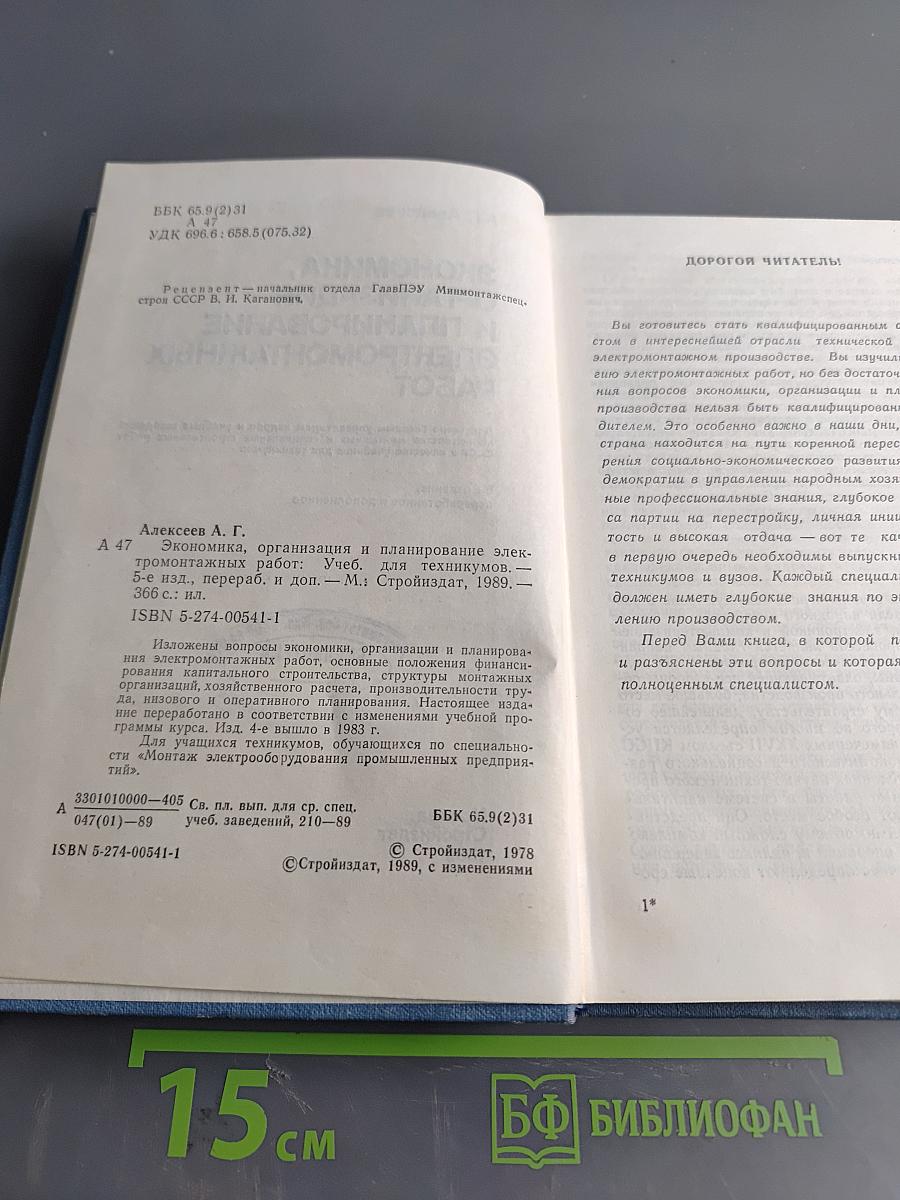 ББК 65.9(2)31
А 47
УДК 696.6 : 658.5(075.32)
Рецензент — начальник отдела ГлавПЭУ Минмонтажспец-
строя СССР В. И. Каганович.
Алексеев А. Г.
А 47 Экономика, организация и планирование элек-
тромонтажных работ: Учеб. для техникумов. —
5-е изд., перераб. и доп. — М.: Стройиздат, 1989. —
366 с.: ил.
ISBN 5-274-00541-1
Изложены вопросы экономики, организации и планирова-
ния электромонтажных работ, основные положения финанси-
рования капитального строительства, структуры монтажных
организаций, хозяйственного расчета, производительности тру-
да, низового и оперативного планирования. Настоящее изда-
ние переработано в соответствии с изменениями учебной про-
граммы курса. Изд. 4-е вышло в 1983 г.
Для учащихся техникумов, обучающихся по специально-
сти «Монтаж электрооборудования промышленных предприя-
тий».
А 3301010000—405 Св. пл. вып. для ср. спец.
047(01)—89 учеб. заведений, 210—89
ББК 65.9(2)31
ISBN 5-274-00541-1
© Стройиздат, 1978
© Стройиздат, 1989, с изменениями
ДОРОГОЙ ЧИТАТЕЛЬ!
Вы готовитесь стать квалифицированным с
стом в интереснейшей отрасли технической
электромонтажном производстве. Вы изучил
гию электромонтажных работ, но без достаточ
ния вопросов экономики, организации и пл
производства нельзя быть квалифицирован
дителем. Это особенно важно в наши дни,
страна находится на пути коренной перес
рения социально-экономического развития
демократии в управлении народным хозя
ные профессиональные знания, глубокое
са партии на перестройку, личная иниц
тость и высокая отдача — вот те кач
в первую очередь необходимы выпускни
техникумов и вузов. Каждый специал
должен иметь глубокие знания по э
лению производством.
Перед Вами книга, в которой п
и разъяснены эти вопросы и которая
полноценным специалистом.
1*
15 см
БФ БИБЛИОФАН